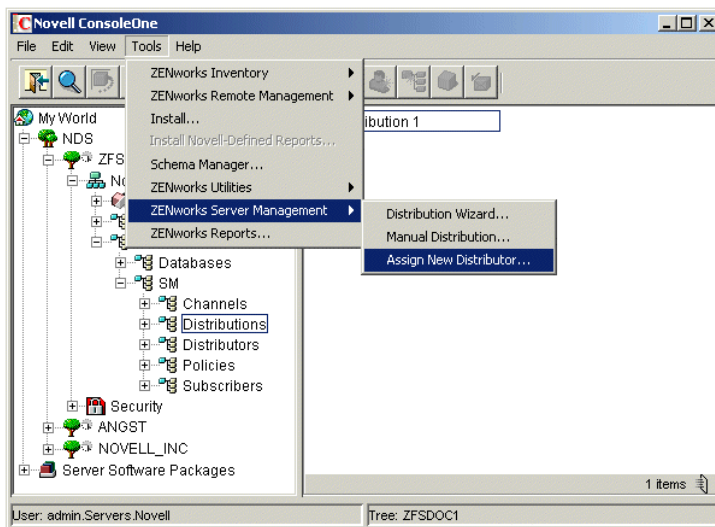 Novell ConsoleOne
File Edit View Tools Help
ZENworks Inventory
ZENworks Remote Management
Install...
Install Novell-Defined Reports...
Schema Manager...
ZENworks Utilities
ZENworks Server Management
ZENworks Reports...
Distribution Wizard...
Manual Distribution...
Assign New Distributor...
My World
NDS
ZFS
Databases
SM
Channels
Distributions
Distributors
Policies
Subscribers
Security
ANGST
NOVELL_INC
Server Software Packages
ibution 1
1 items
User: admin.Servers.Novell
Tree: ZFSDOC1